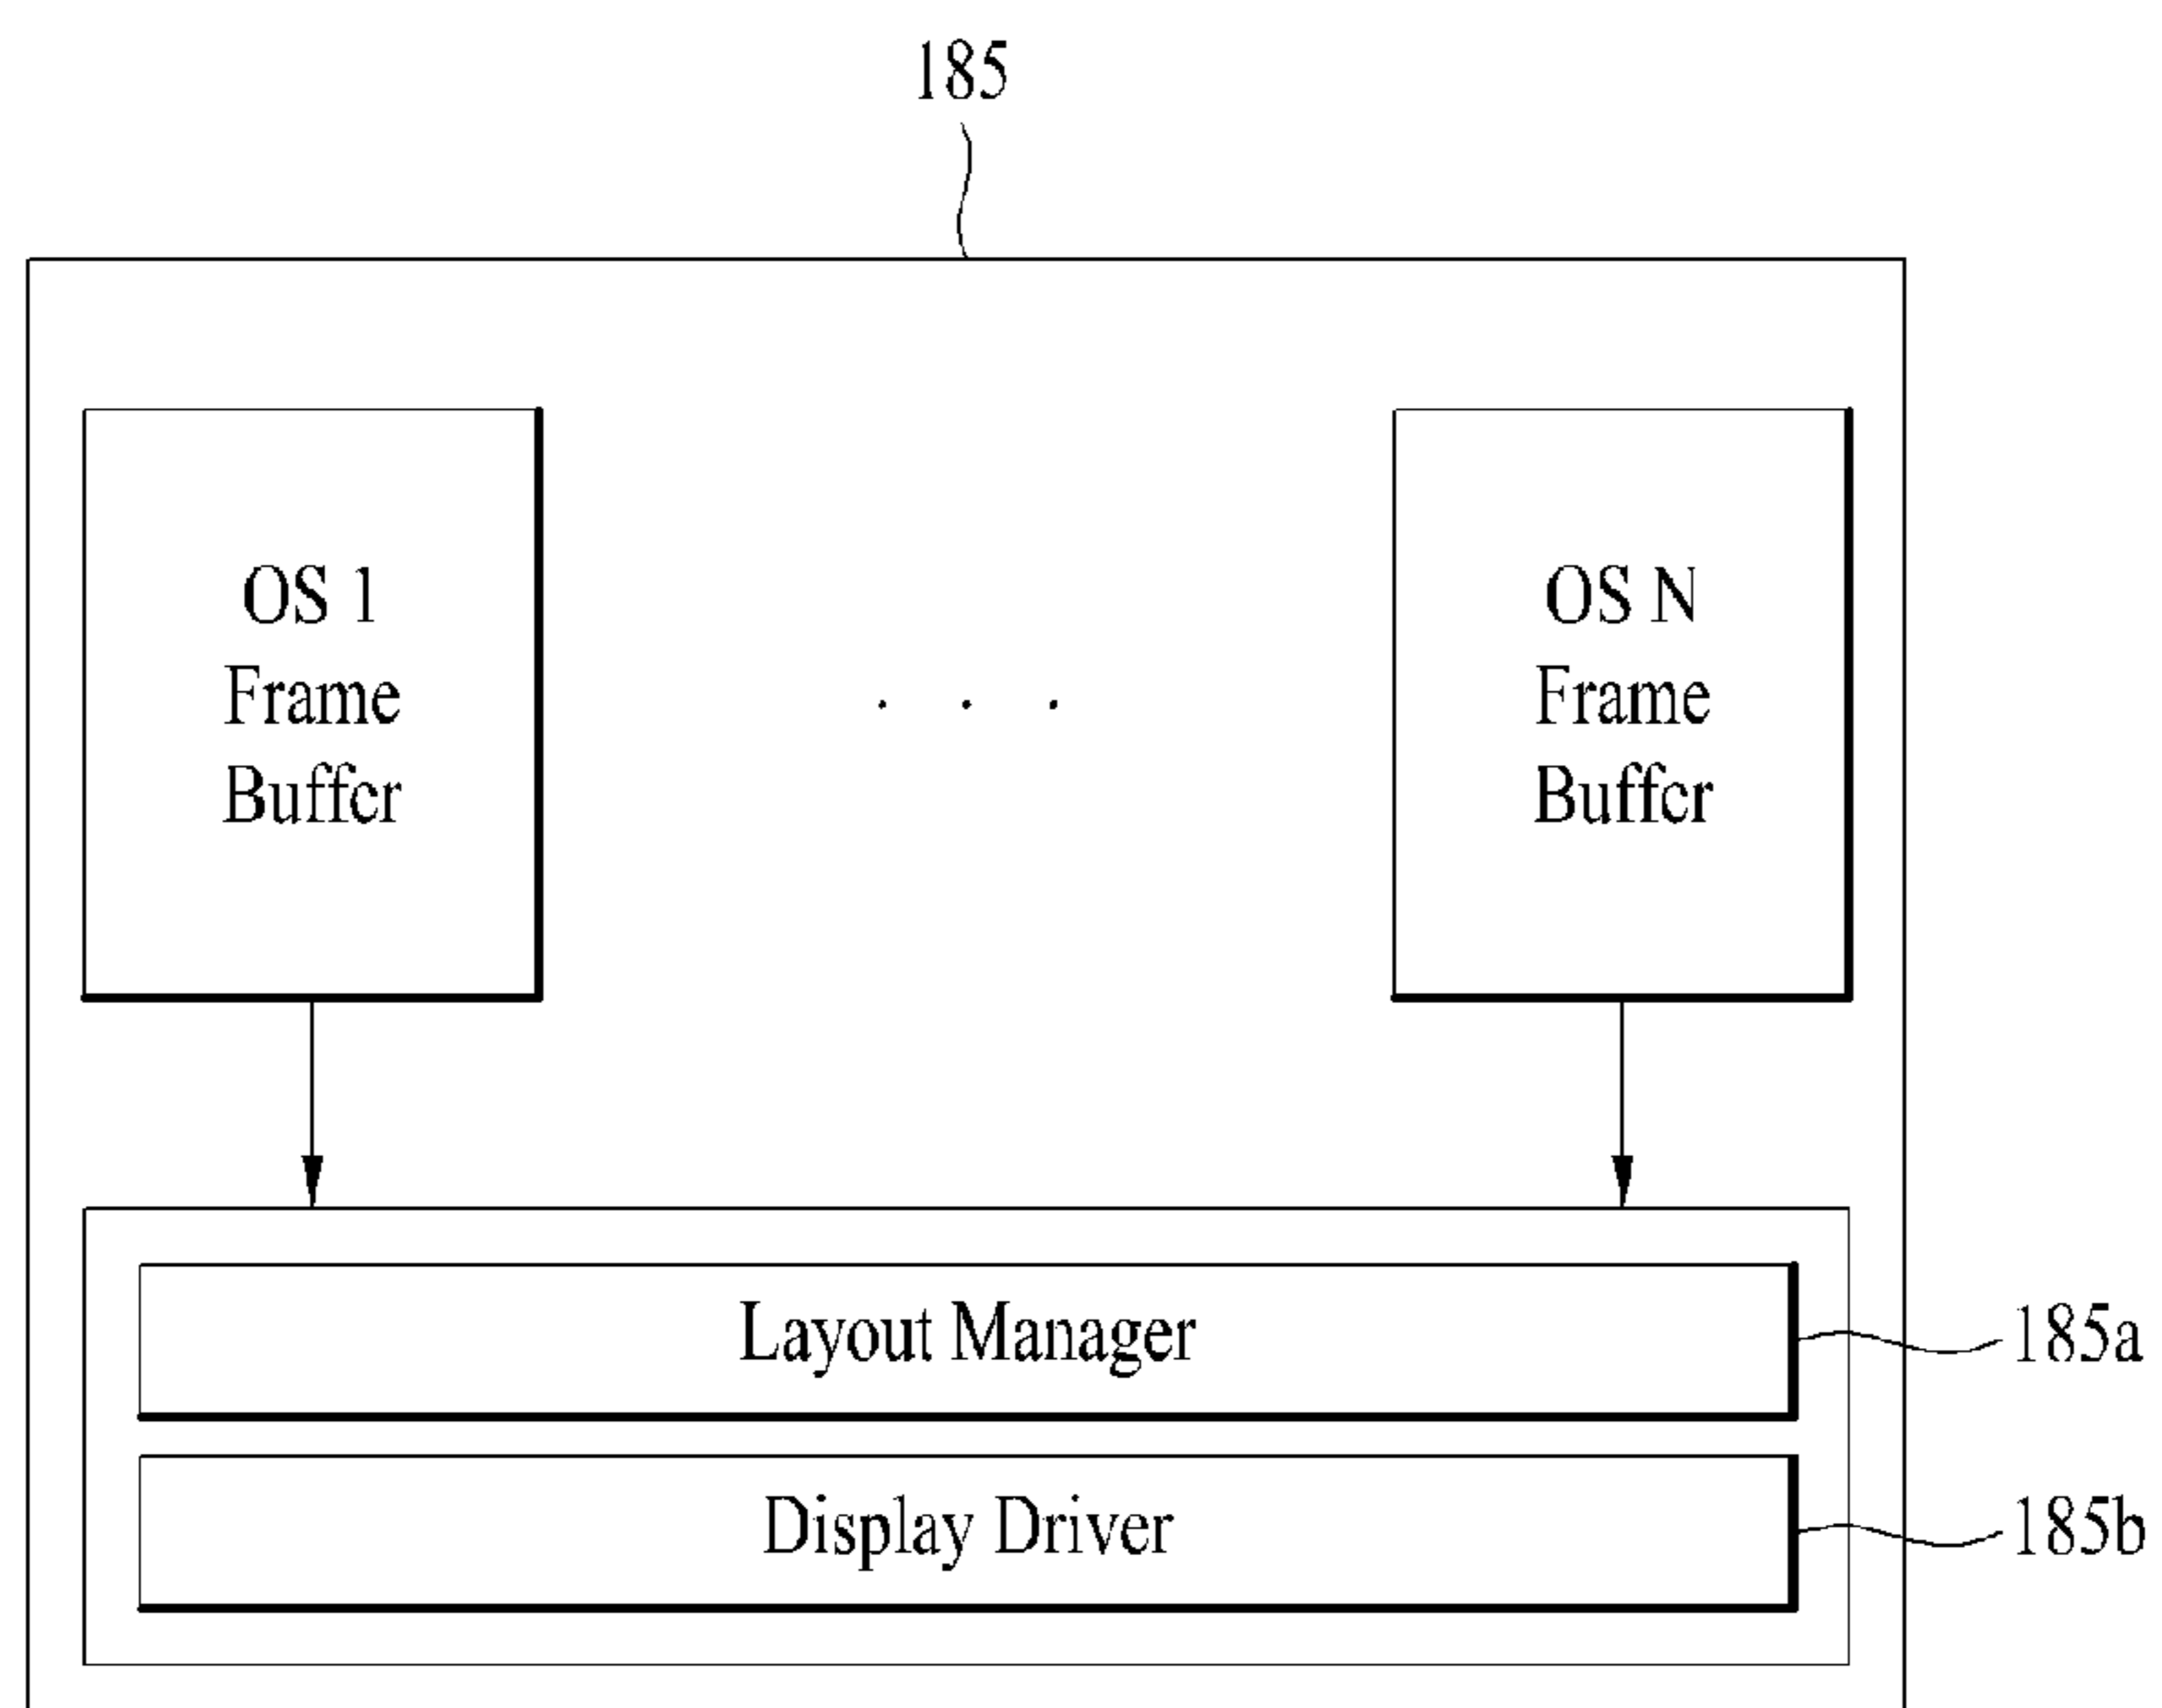 185
OS 1
Frame
Buffer
. . .
OS N
Frame
Buffer
Layout Manager
185a
Display Driver
185b